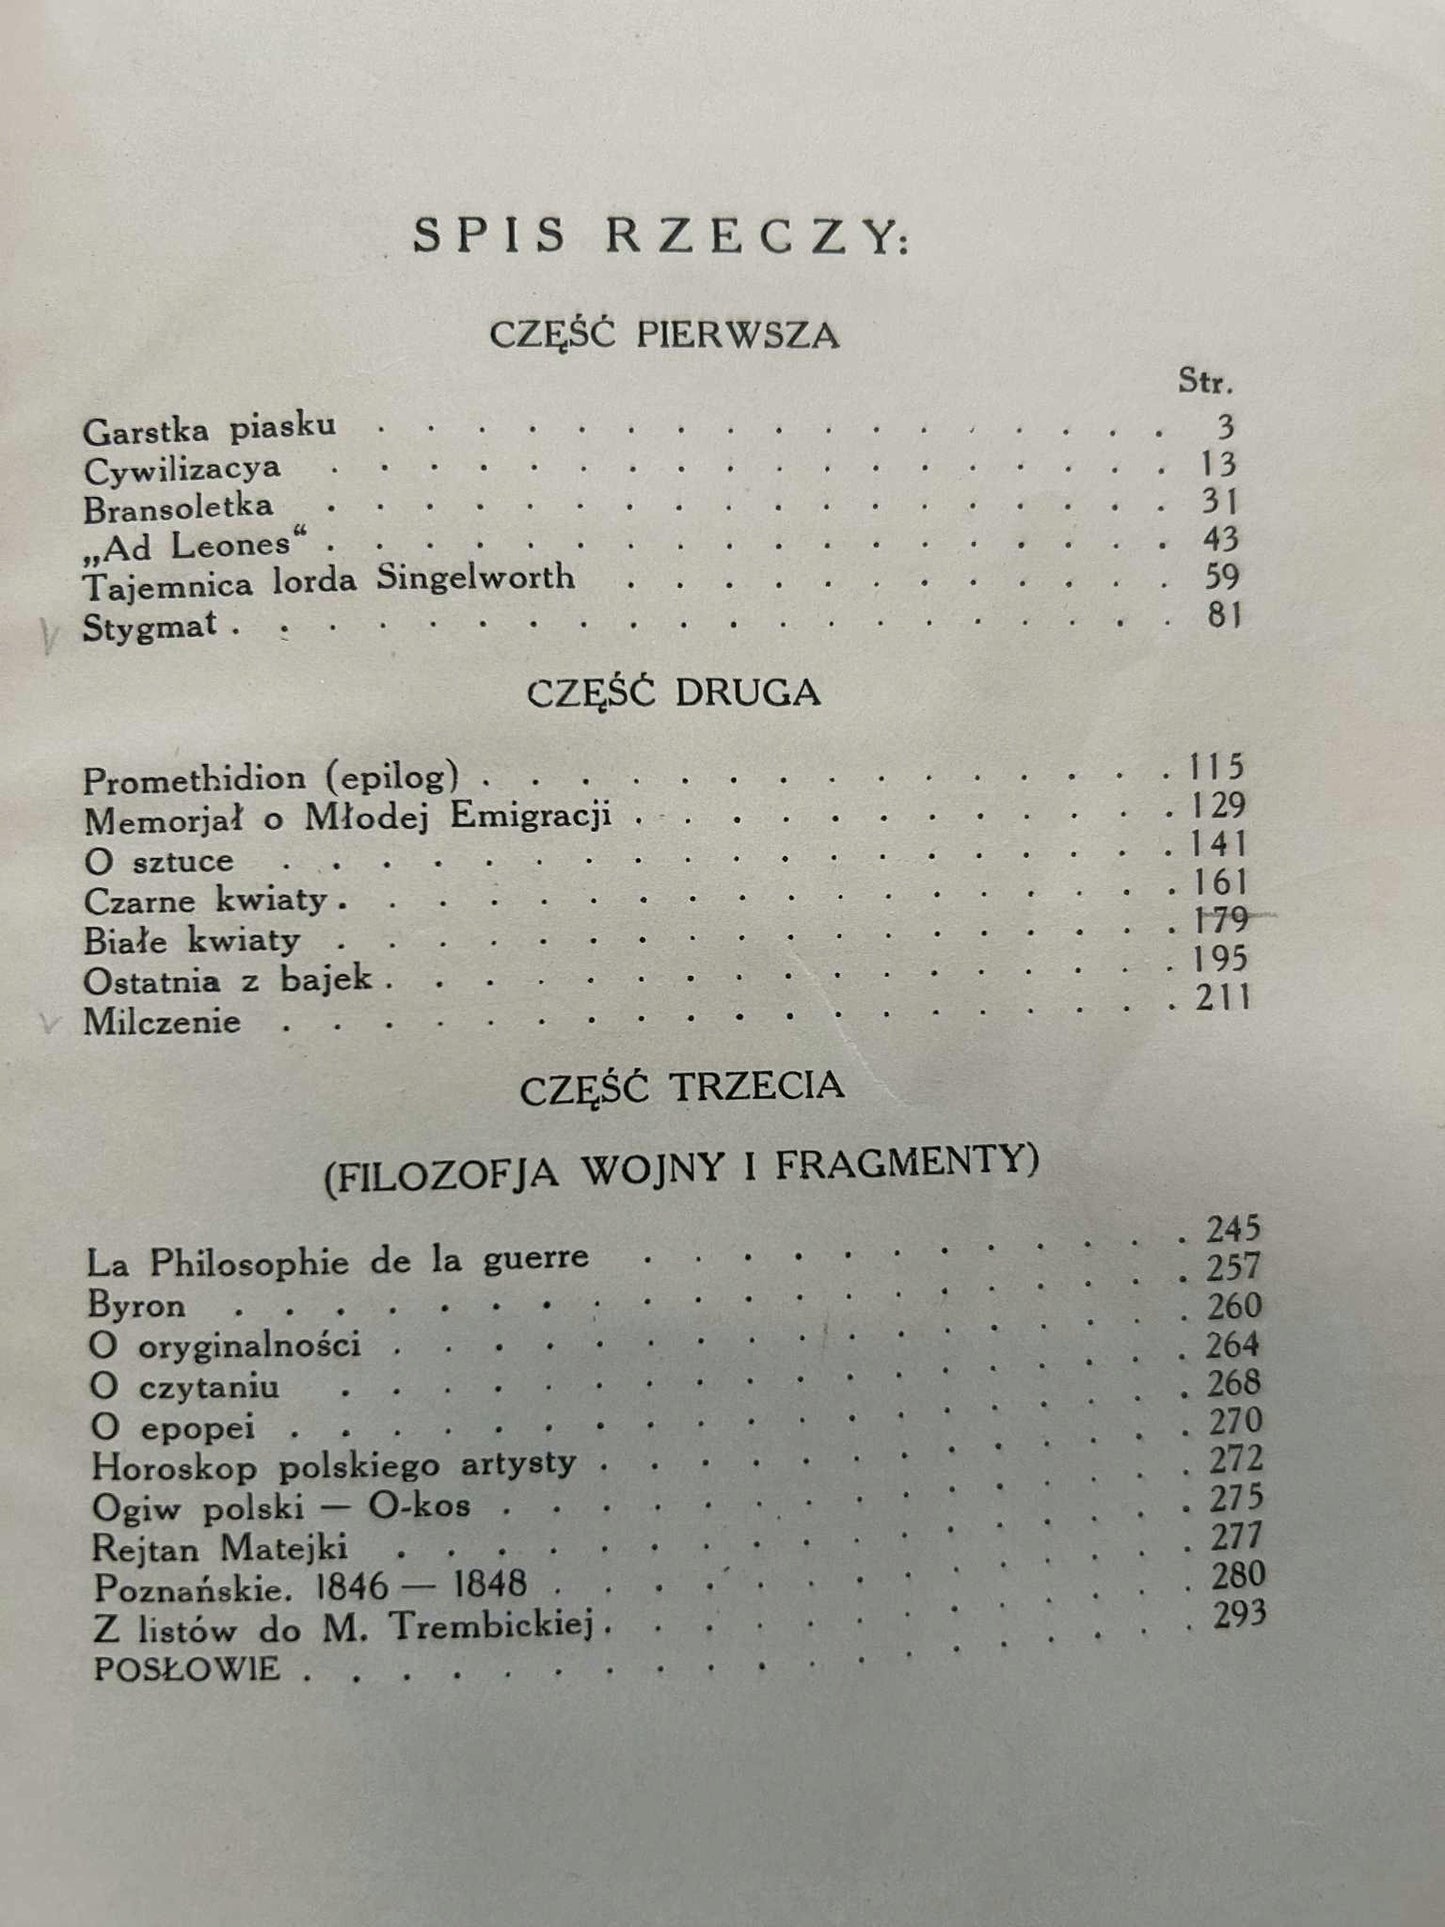 SPIS RZECZY:
CZĘŚĆ PIERWSZA
Str.
Garstka piasku . . . . . . . . . . . . . . . . 3
Cywilizacya . . . . . . . . . . . . . . . . . 13
Bransoletka . . . . . . . . . . . . . . . . . 31
„Ad Leones“ . . . . . . . . . . . . . . . . . 43
Tajemnica lorda Singelworth . . . . . . . . . . . 59
Stygmat . . . . . . . . . . . . . . . . . . . 81
CZĘŚĆ DRUGA
Promethidion (epilog) . . . . . . . . . . . . . . 115
Memorjał o Młodej Emigracji . . . . . . . . . . . 129
O sztuce . . . . . . . . . . . . . . . . . . 141
Czarne kwiaty . . . . . . . . . . . . . . . . . 161
Białe kwiaty . . . . . . . . . . . . . . . . . 179
Ostatnia z bajek . . . . . . . . . . . . . . . . 195
Milczenie . . . . . . . . . . . . . . . . . . 211
CZĘŚĆ TRZECIA
(FILOZOFJA WOJNY I FRAGMENTY)
La Philosophie de la guerre . . . . . . . . . . . 245
Byron . . . . . . . . . . . . . . . . . . . 257
O oryginalności . . . . . . . . . . . . . . . . 260
O czytaniu . . . . . . . . . . . . . . . . . 264
O epopei . . . . . . . . . . . . . . . . . . 268
Horoskop polskiego artysty . . . . . . . . . . . . 270
Ogiw polski — O-kos . . . . . . . . . . . . . . 272
Rejtan Matejki . . . . . . . . . . . . . . . . 275
Poznańskie. 1846 — 1848 . . . . . . . . . . . . . 277
Z listów do M. Trembickiej . . . . . . . . . . . . 280
POSŁOWIE . . . . . . . . . . . . . . . . . . 293